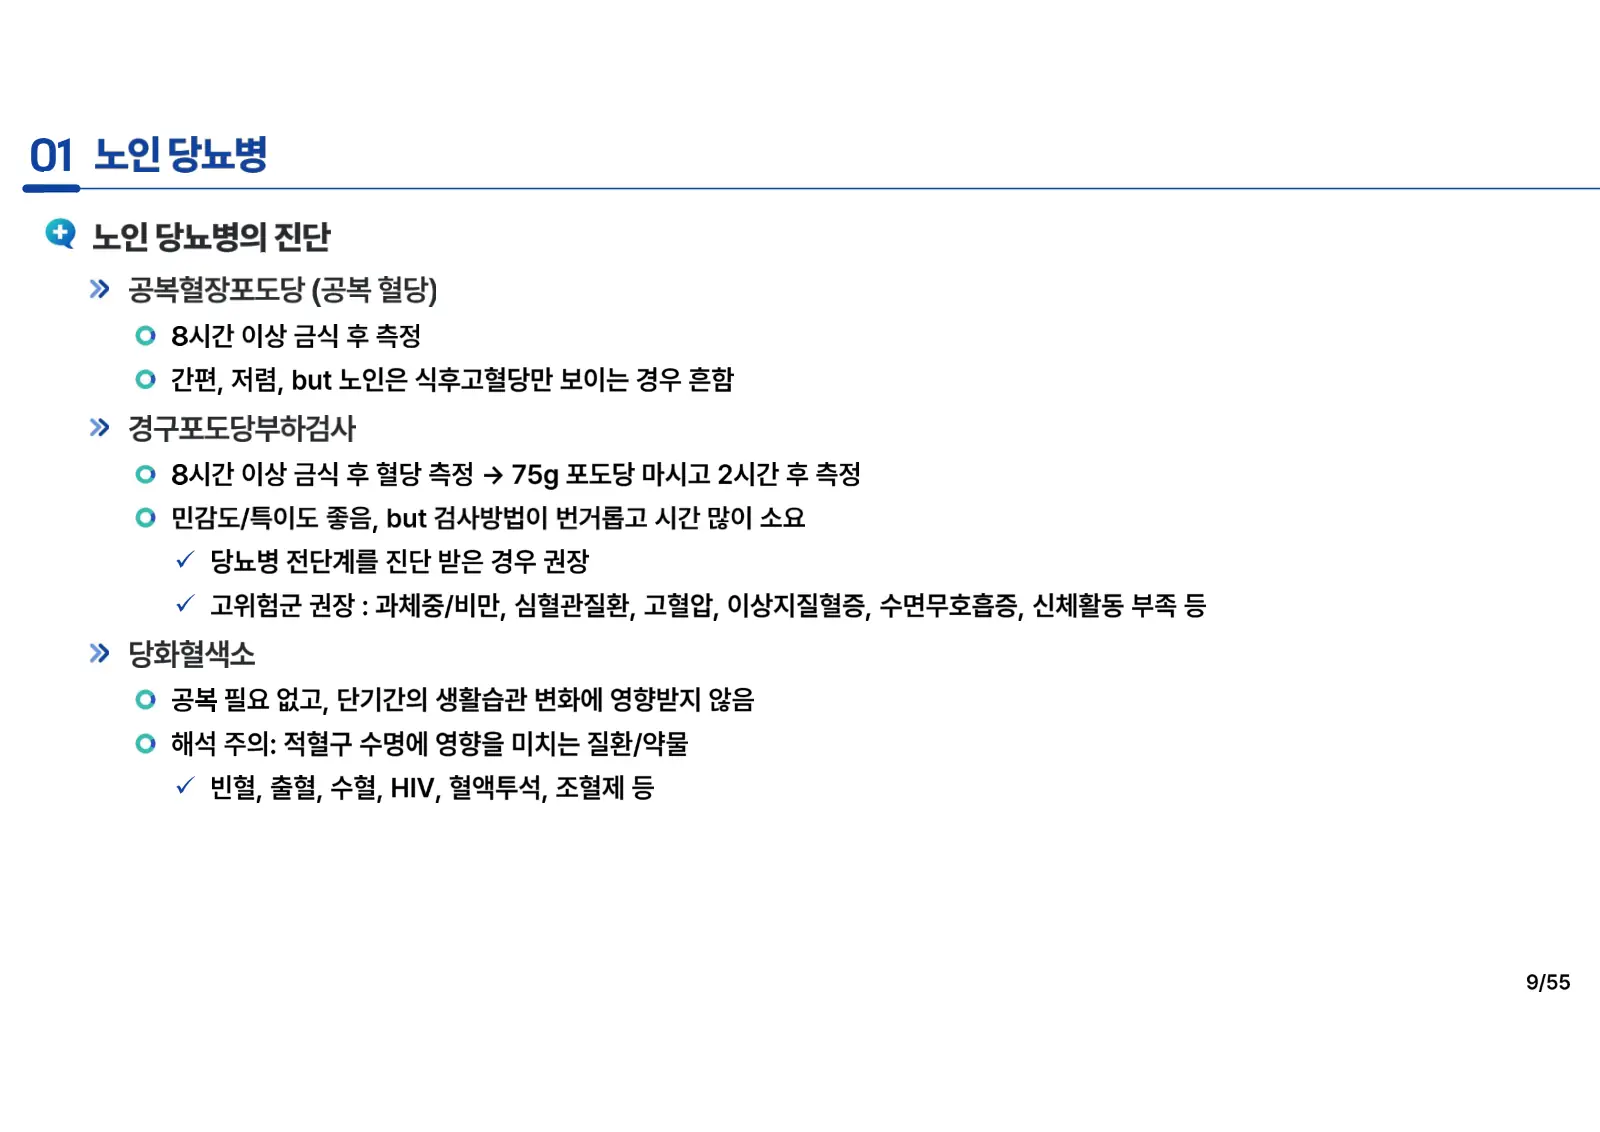 01 노인 당뇨병
노인 당뇨병의 진단
공복혈장포도당 (공복 혈당)
8시간 이상 금식 후 측정
간편, 저렴, but 노인은 식후고혈당만 보이는 경우 흔함
경구포도당부하검사
8시간 이상 금식 후 혈당 측정 → 75g 포도당 마시고 2시간 후 측정
민감도/특이도 좋음, but 검사방법이 번거롭고 시간 많이 소요
✓ 당뇨병 전단계를 진단 받은 경우 권장
✓ 고위험군 권장 : 과체중/비만, 심혈관질환, 고혈압, 이상지질혈증, 수면무호흡증, 신체활동 부족 등
당화혈색소
공복 필요 없고, 단기간의 생활습관 변화에 영향받지 않음
해석 주의: 적혈구 수명에 영향을 미치는 질환/약물
✓ 빈혈, 출혈, 수혈, HIV, 혈액투석, 조혈제 등
9/55